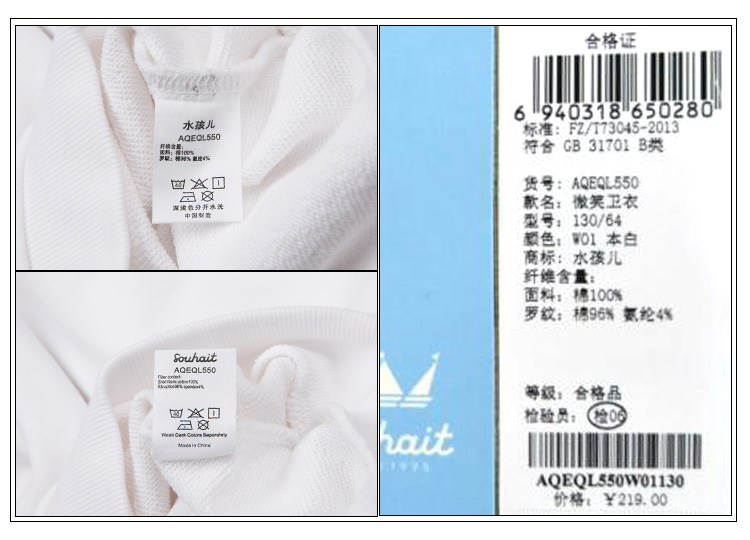 水孩儿
AQEQL550
纤维含量：
面料：棉100%
罗纹：棉96% 氨纶4%
深浅色分开水洗
中国制造
Souhait
AQEQL550
Fiber content:
Wash Dark Colors Separately
Made in China
hait
1995
合格证
6 940318 650280
标准：FZ/T73045-2013
符合 GB 31701 B类
货号：AQEQL550
款名：微笑卫衣
型号：130/64
颜色：W01 本白
商标：水孩儿
纤维含量：
面料：棉100%
罗纹：棉96% 氨纶4%
等级：合格品
检验员：检06
AQEQL550W01130
价格：￥219.00